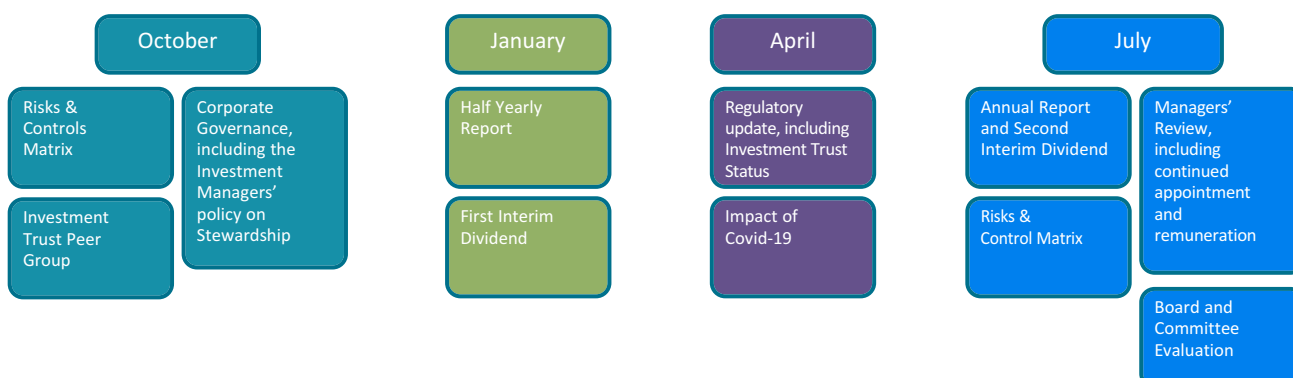 October
Risks &
Controls
Matrix
Investment
Trust Peer
Group
Corporate
Governance,
including the
Investment
Managers’
policy on
Stewardship
January
Half Yearly
Report
First Interim
Dividend
April
Regulatory
update, including
Investment Trust
Status
Impact of
Covid-19
July
Annual Report
and Second
Interim Dividend
Risks &
Control Matrix
Managers’
Review,
including
continued
appointment
and
remuneration
Board and
Committee
Evaluation